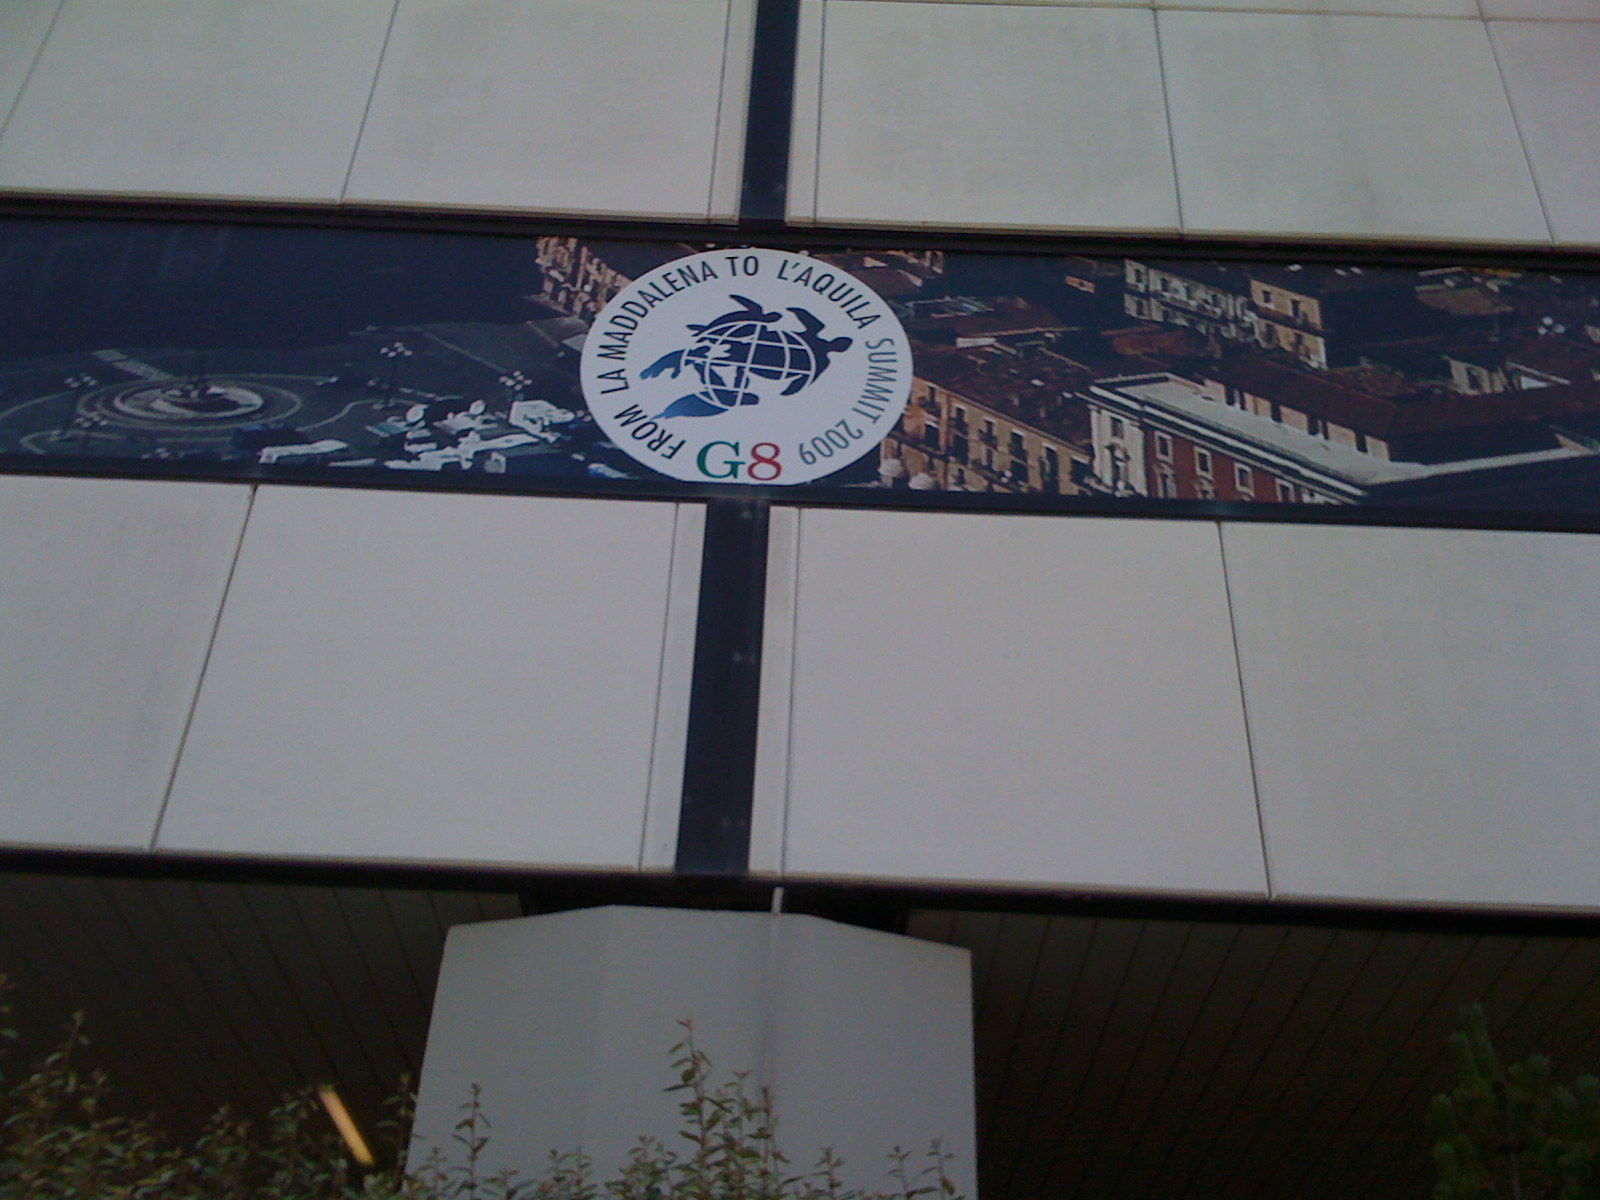 FROM LA MADDALENA TO L'AQUILA SUMMIT 2009
G8